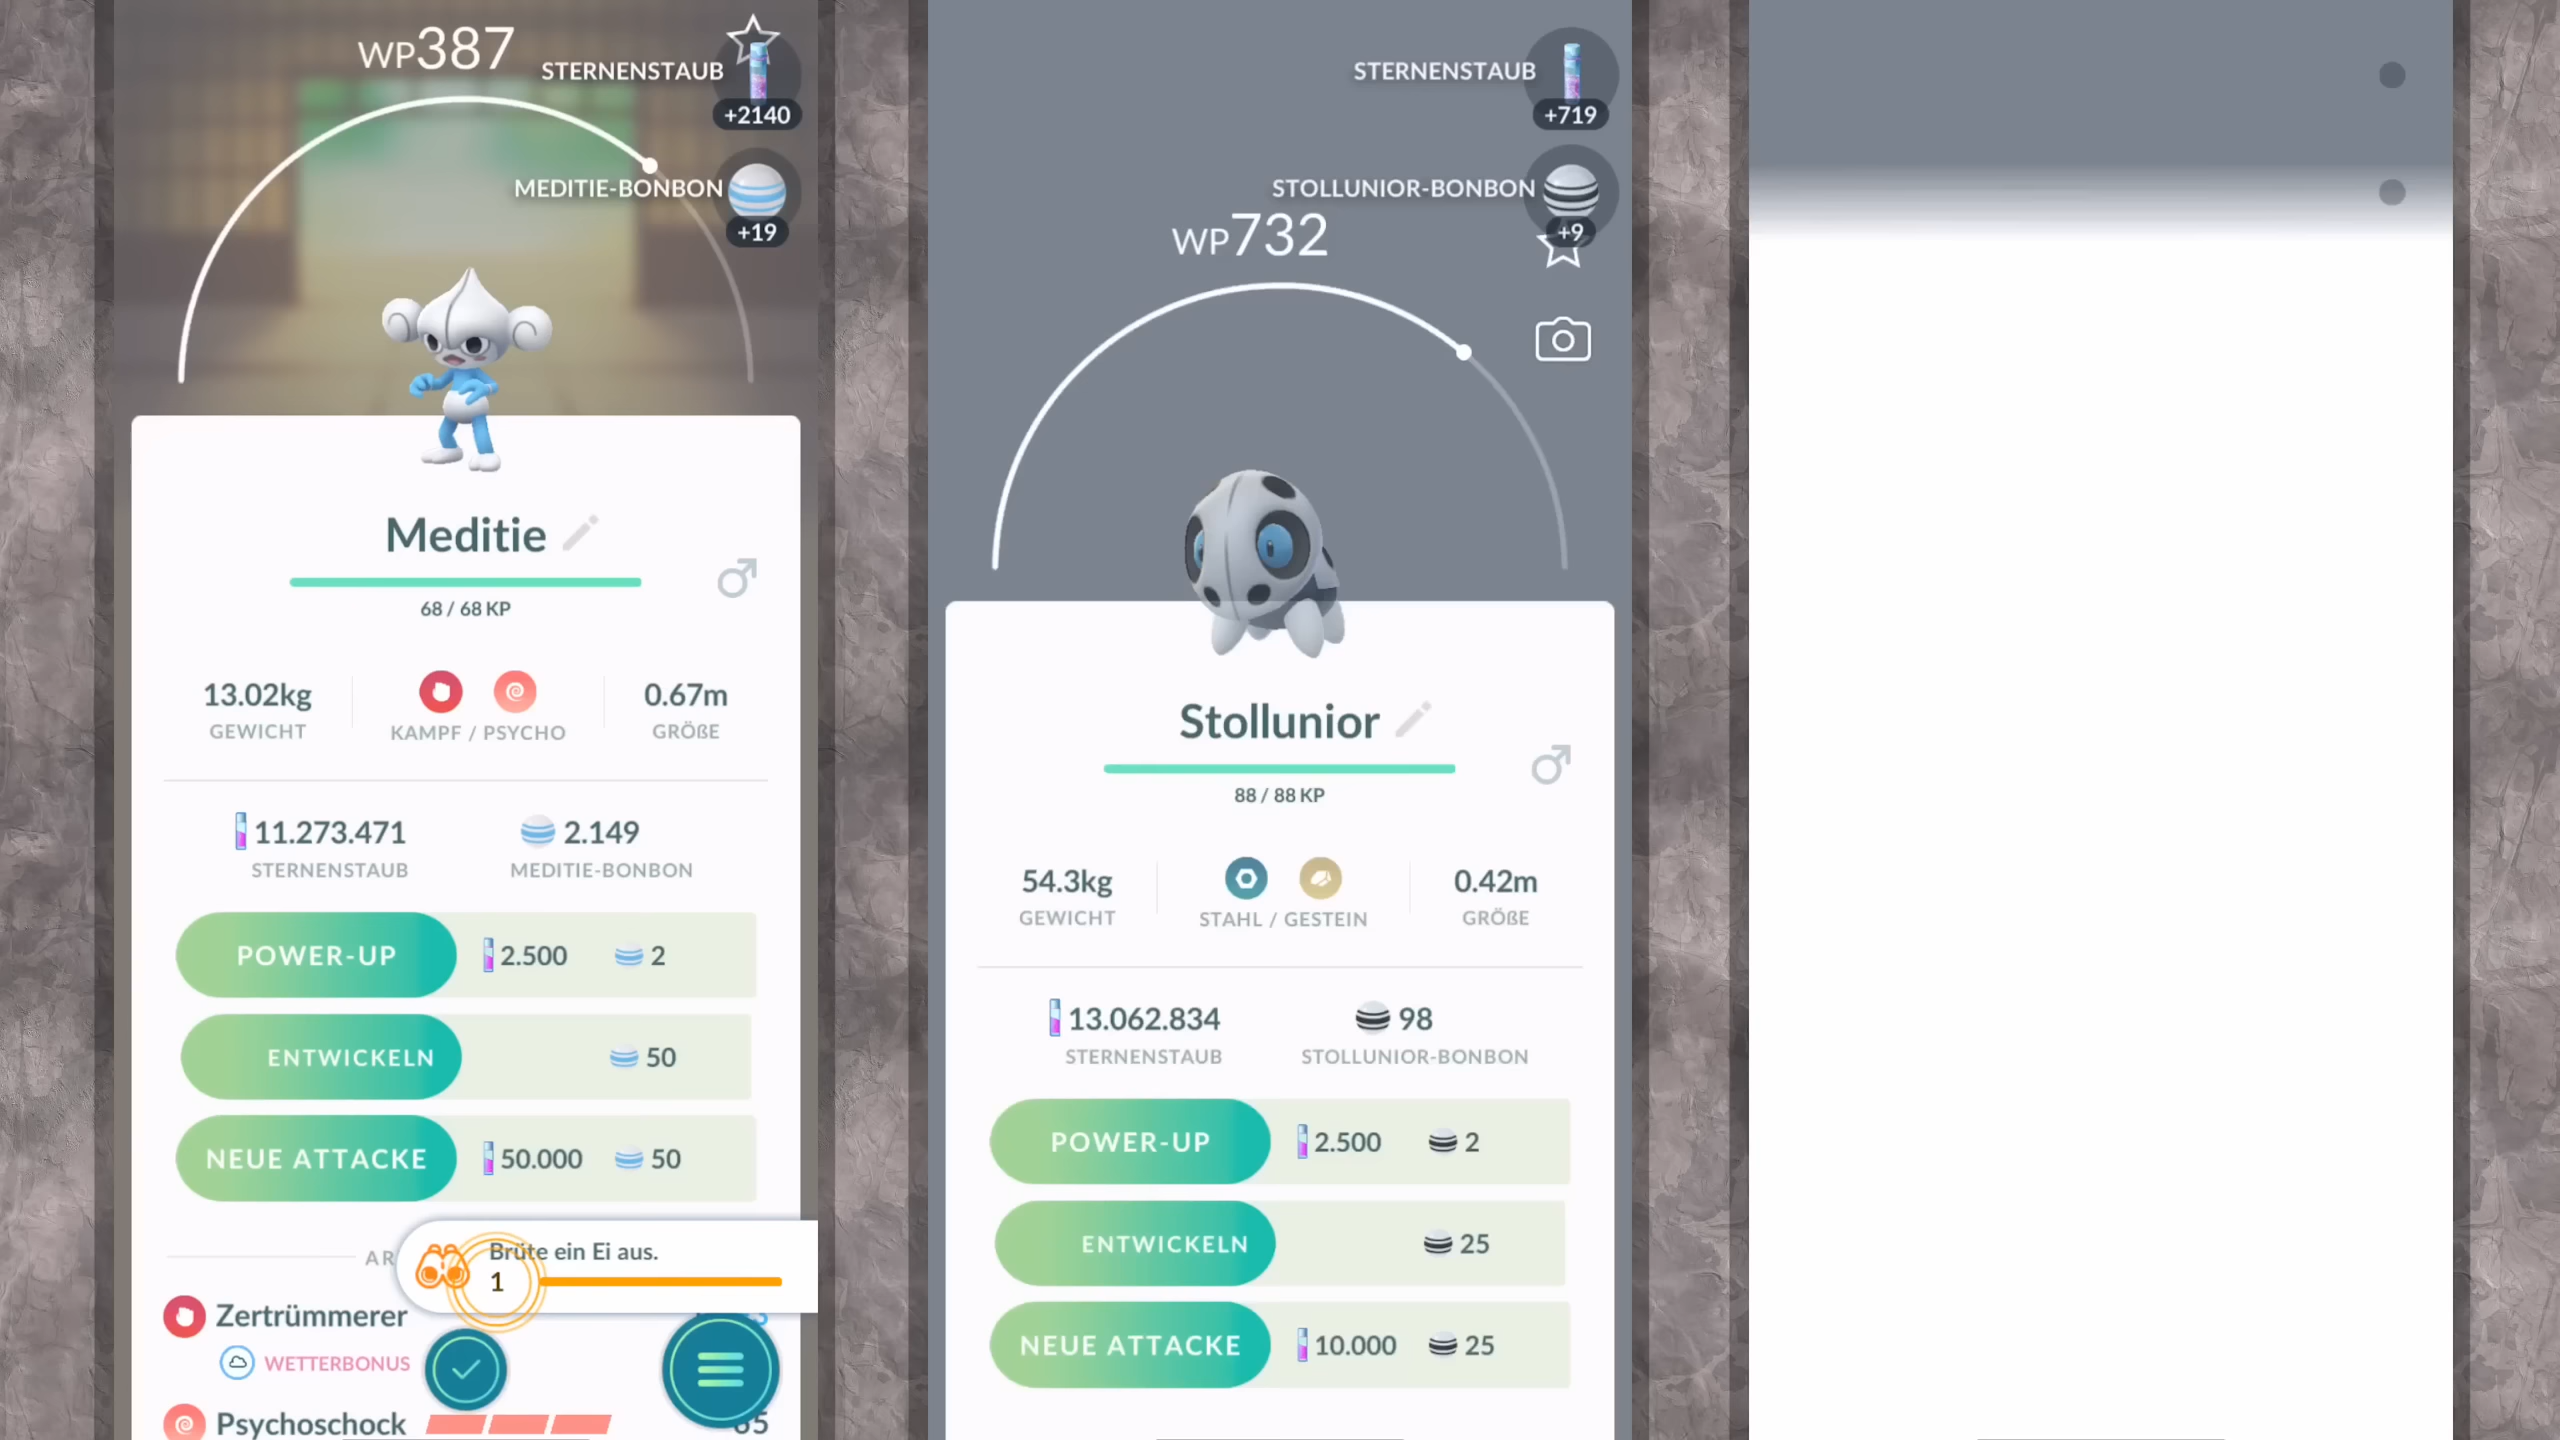 WP387
STERNENSTAUB
+2140
MEDITIE-BONBON
+19
Meditie
68 / 68 KP
13.02kg
GEWICHT
KAMPF / PSYCHO
0.67m
GRÖßE
11.273.471
STERNENSTAUB
2.149
MEDITIE-BONBON
POWER-UP
2.500
2
ENTWICKELN
50
NEUE ATTACKE
50.000
50
AR
Brüte ein Ei aus.
1
Zertrümmerer
WETTERBONUS
Psychoschock
STERNENSTAUB
+719
STOLLUNIOR-BONBON
+9
WP732
Stollunior
88 / 88 KP
54.3kg
GEWICHT
STAHL / GESTEIN
0.42m
GRÖßE
13.062.834
STERNENSTAUB
98
STOLLUNIOR-BONBON
POWER-UP
2.500
2
ENTWICKELN
25
NEUE ATTACKE
10.000
25